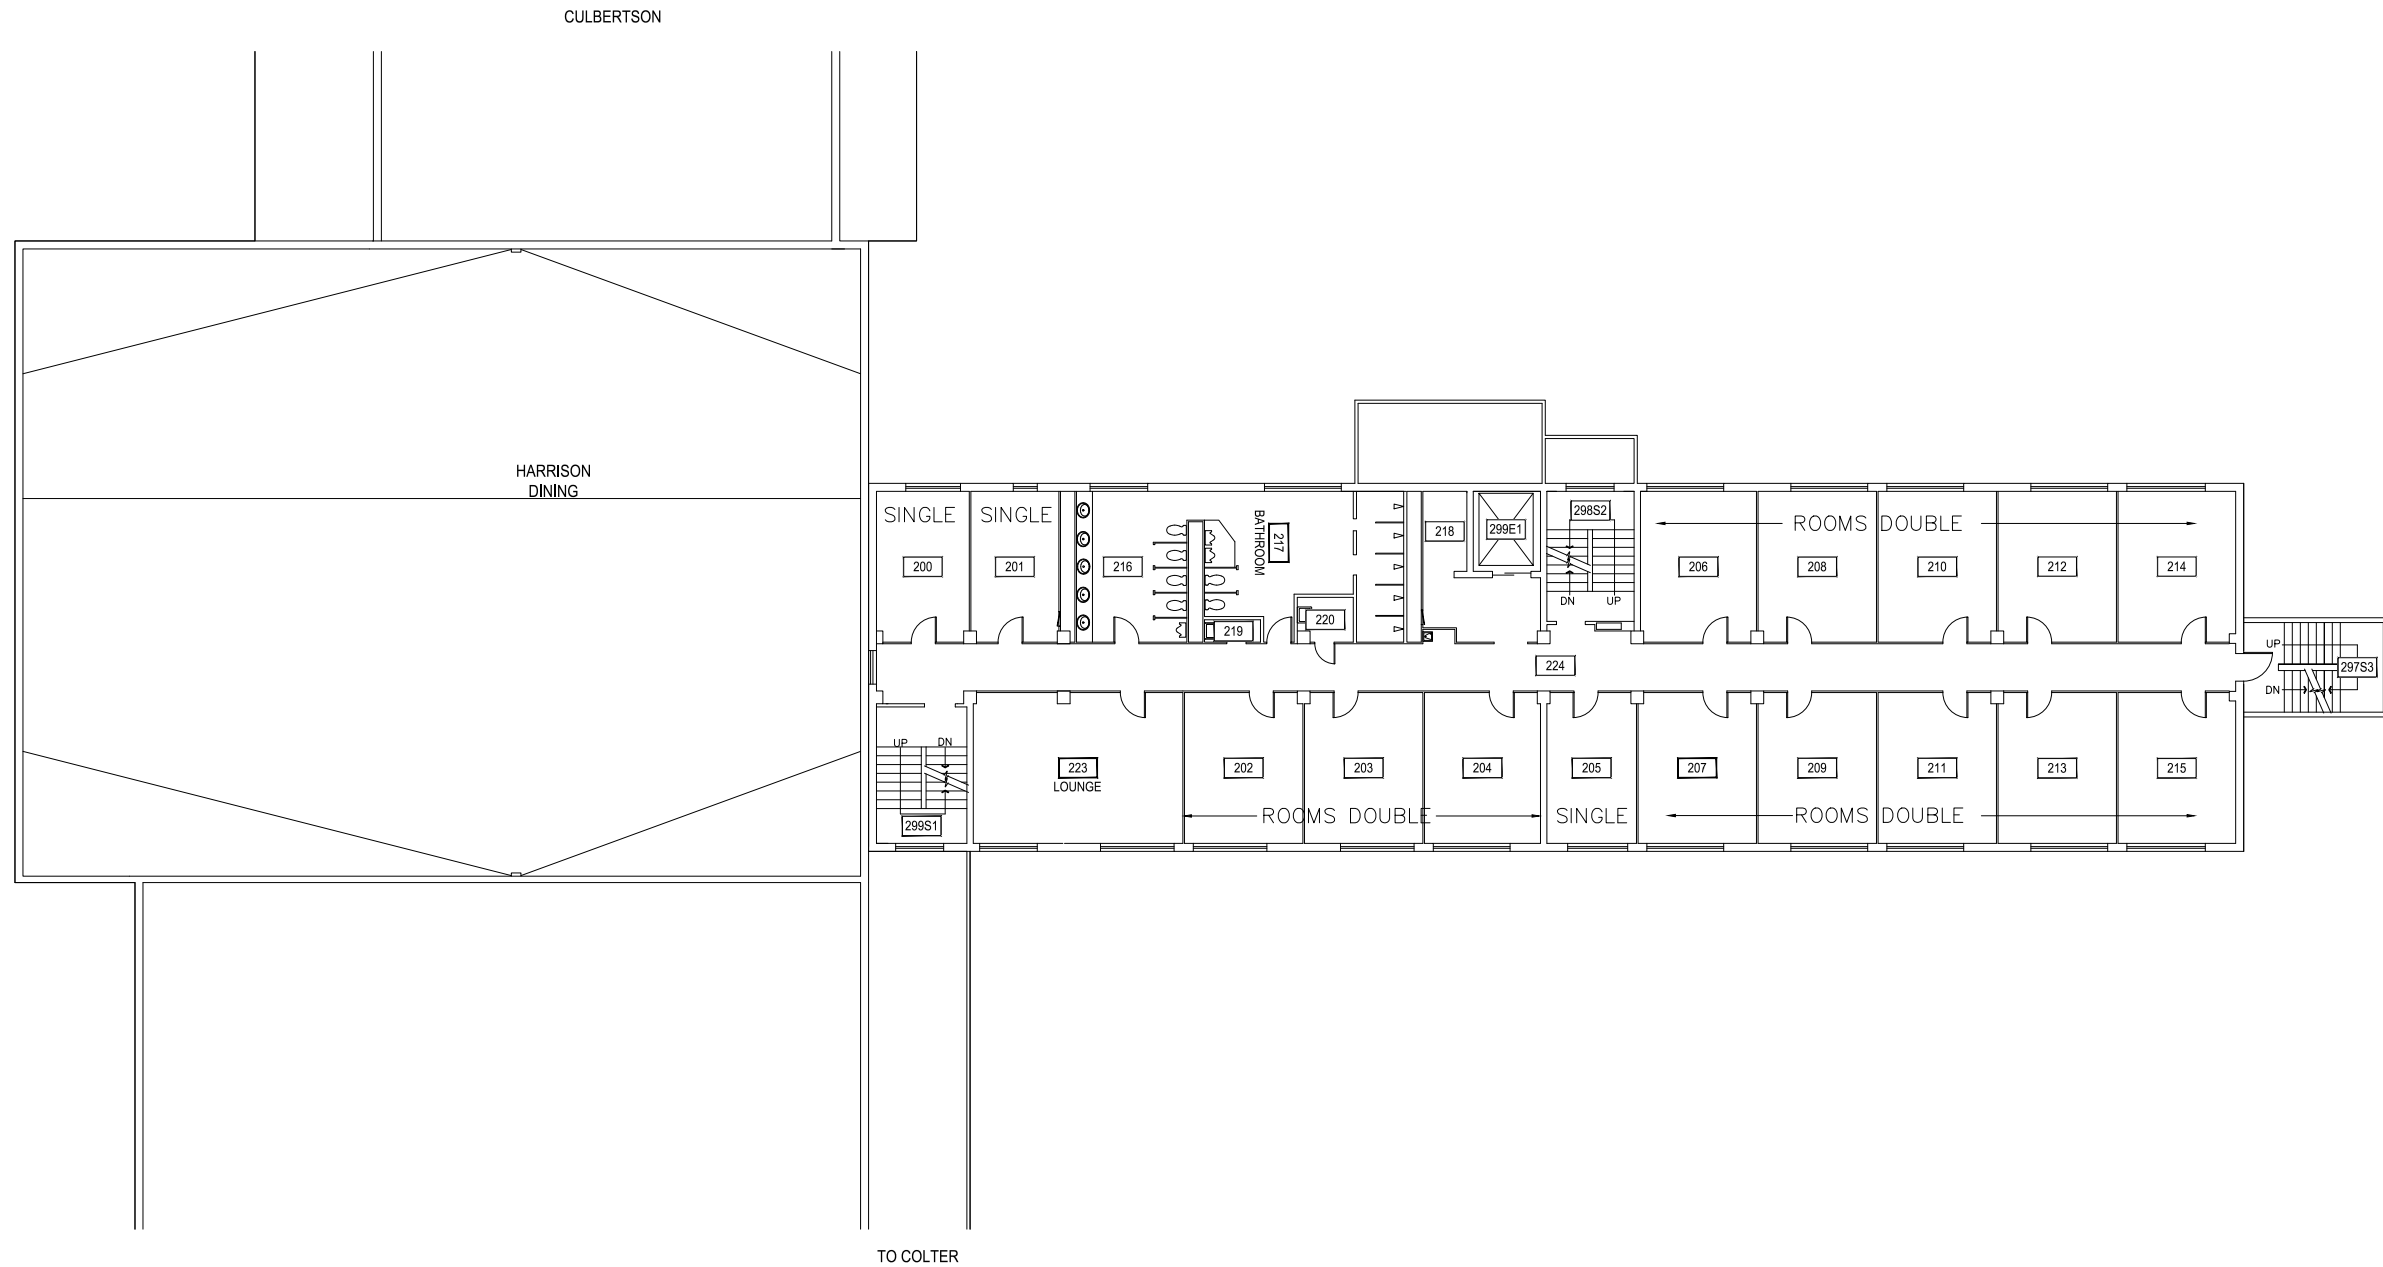 CULBERTSON
HARRISON
DINING
SINGLE
SINGLE
BATHROOM
217
218
299E1
298S2
ROOMS DOUBLE
200
201
216
206
208
210
212
214
DN
UP
219
220
224
UP
297S3
DN
UP
DN
223
LOUNGE
202
203
204
205
207
209
211
213
215
ROOMS DOUBLE
SINGLE
ROOMS DOUBLE
299S1
TO COLTER